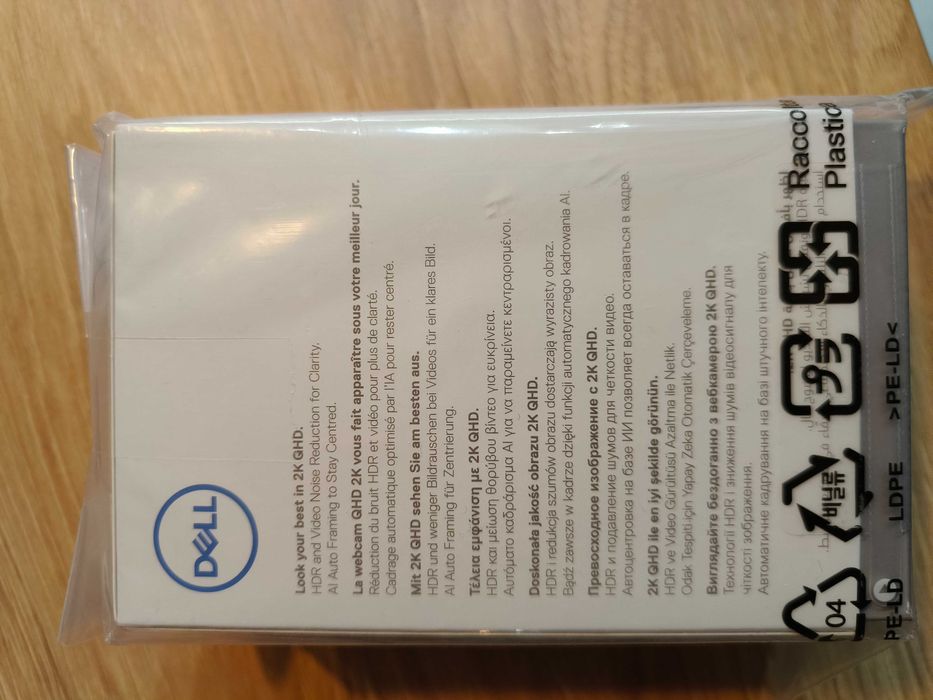 DELL
Look your best in 2K QHD.
HDR and Video Noise Reduction for Clarity.
AI Auto Framing to Stay Centred.
La webcam QHD 2K vous fait apparaître sous votre meilleur jour.
Réduction du bruit HDR et vidéo pour plus de clarté.
Cadrage automatique optimisé par l'IA pour rester centré.
Mit 2K QHD sehen Sie am besten aus.
HDR und weniger Bildrauschen bei Videos für ein klares Bild.
AI Auto Framing für Zentrierung.
Τέλεια εμφάνιση με 2K QHD.
HDR και μείωση θορύβου βίντεο για ευκρίνεια.
Αυτόματο καδράρισμα AI για να παραμείνετε κεντραρισμένοι.
Doskonała jakość obrazu 2K QHD.
HDR i redukcja szumów obrazu dostarczają wyrazisty obraz.
Bądź zawsze w kadrze dzięki funkcji automatycznego kadrowania AI.
Превосходное изображение с 2K QHD.
HDR и подавление шумов для четкости видео.
Автоцентровка на базе ИИ позволяет всегда оставаться в кадре.
2K QHD ile en iyi şekilde görünün.
HDR ve Video Gürültüsü Azaltma ile Netlik.
Odak Tespiti için Yapay Zeka Otomatik Çerçeveleme.
Виглядайте бездоганно з вебкамерою 2K QHD.
Технології HDR і зниження шумів відеосигналу для
чіткості зображення.
Автоматичне кадрування на базі штучного інтелекту.
04
PE-LD
비닐류
LDPE
>PE-LD<
Plastic